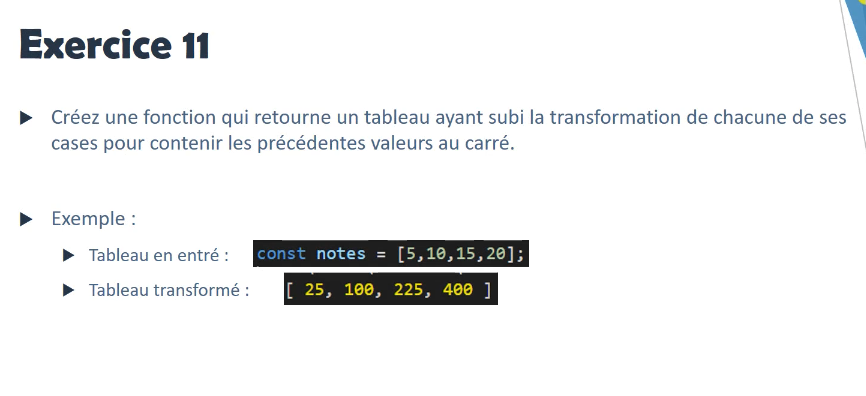 Exercice 11
Créez une fonction qui retourne un tableau ayant subi la transformation de chacune de ses
cases pour contenir les précédentes valeurs au carré.
Exemple :
Tableau en entré : const notes = [5,10,15,20];
Tableau transformé : [ 25, 100, 225, 400 ]